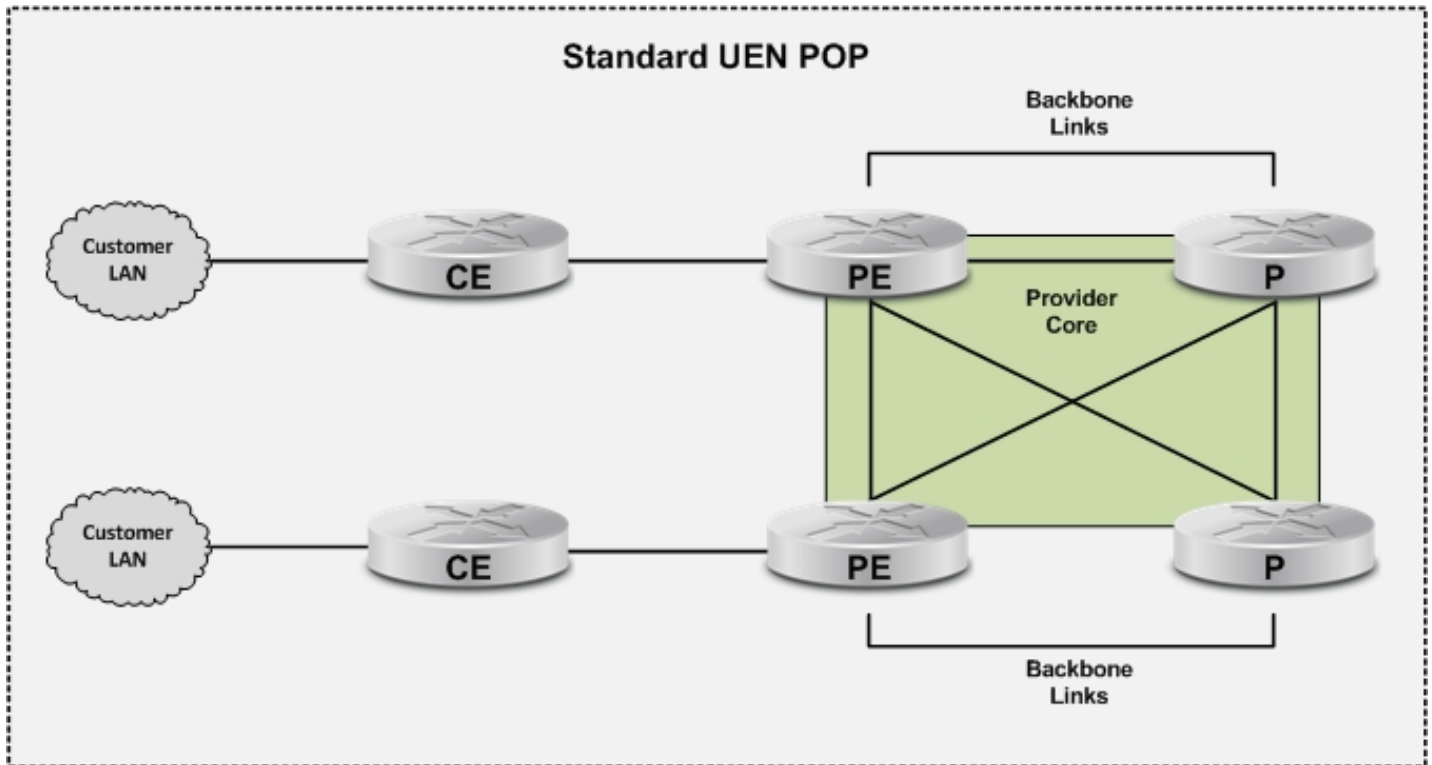 Standard UEN POP
Backbone
Links
Customer
LAN
CE
PE
P
Provider
Core
Customer
LAN
CE
PE
P
Backbone
Links